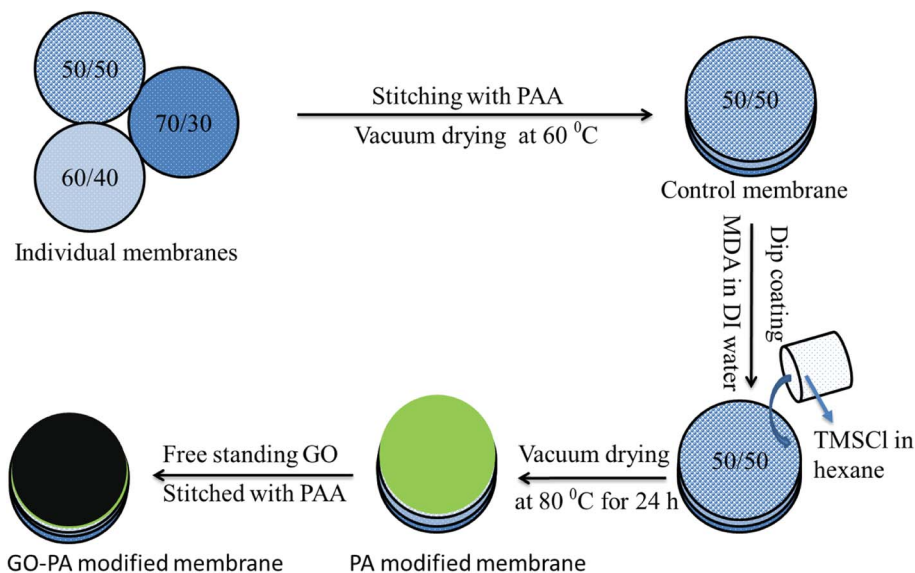 50/50
70/30
60/40
Individual membranes
Stitching with PAA
Vacuum drying at 60 ⁰C
50/50
Control membrane
Dip coating
MDA in DI water
TMSCl in
hexane
50/50
Vacuum drying
at 80 ⁰C for 24 h
PA modified membrane
Free standing GO
Stitched with PAA
GO-PA modified membrane